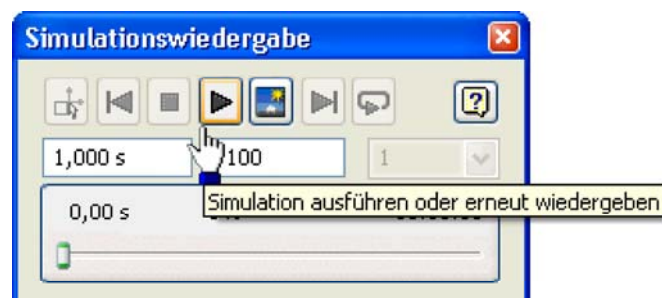 Simulationswiedergabe
1,000 s 100 1
Simulation ausführen oder erneut wiedergeben
0,00 s